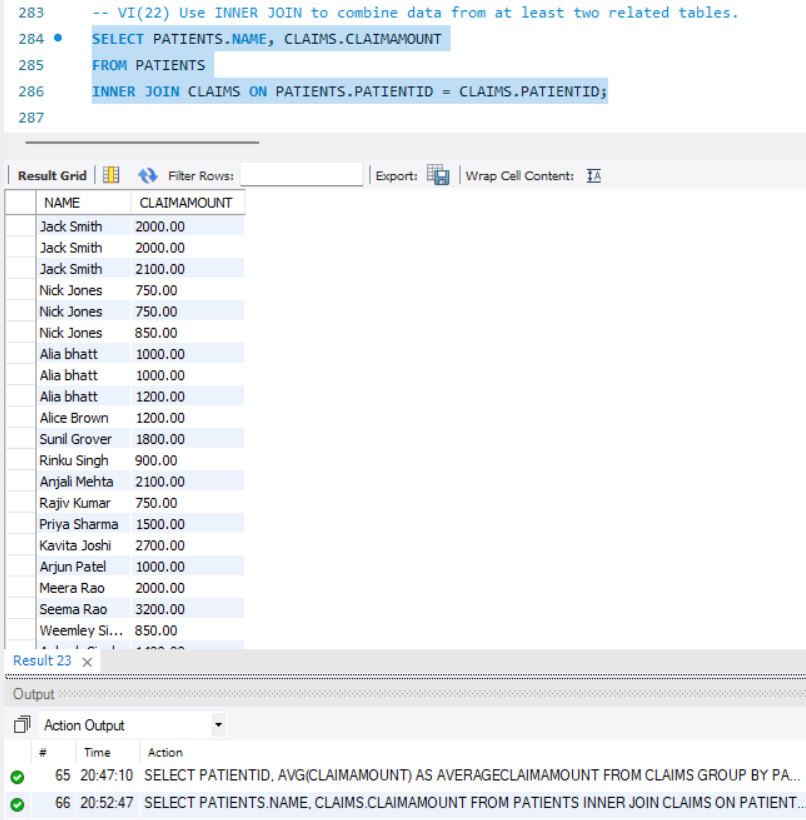 283 -- VI(22) Use INNER JOIN to combine data from at least two related tables.
284 SELECT PATIENTS.NAME, CLAIMS.CLAIMAMOUNT
285 FROM PATIENTS
286 INNER JOIN CLAIMS ON PATIENTS.PATIENTID = CLAIMS.PATIENTID;
287
Result Grid Filter Rows: Export: Wrap Cell Content: IA
NAME CLAIMAMOUNT
Jack Smith 2000.00
Jack Smith 2000.00
Jack Smith 2100.00
Nick Jones 750.00
Nick Jones 750.00
Nick Jones 850.00
Alia bhatt 1000.00
Alia bhatt 1000.00
Alia bhatt 1200.00
Alice Brown 1200.00
Sunil Grover 1800.00
Rinku Singh 900.00
Anjali Mehta 2100.00
Rajiv Kumar 750.00
Priya Sharma 1500.00
Kavita Joshi 2700.00
Arjun Patel 1000.00
Meera Rao 2000.00
Seema Rao 3200.00
Weemley Si... 850.00
Result 23
Output
Action Output
# Time Action
65 20:47:10 SELECT PATIENTID, AVG(CLAIMAMOUNT) AS AVERAGECLAIMAMOUNT FROM CLAIMS GROUP BY PA...
66 20:52:47 SELECT PATIENTS.NAME, CLAIMS.CLAIMAMOUNT FROM PATIENTS INNER JOIN CLAIMS ON PATIENT...